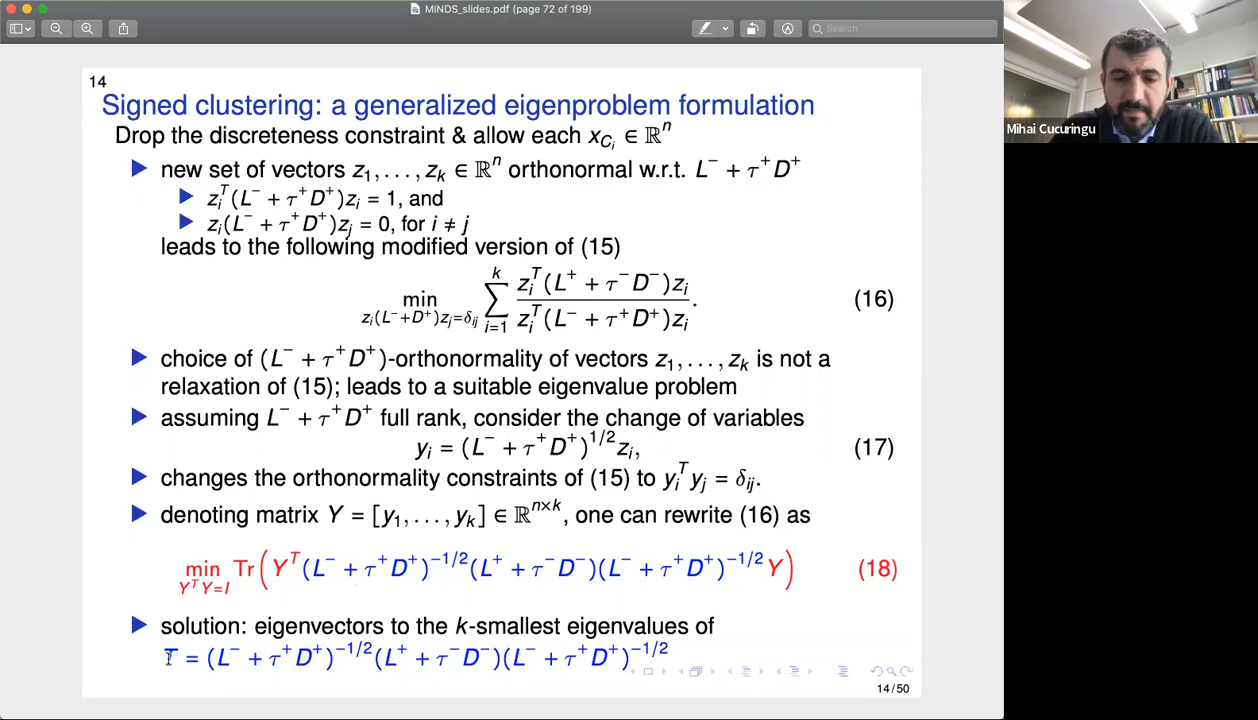 MINDS_slides.pdf (page 72 of 199)
Search
Mihai Cucuringu
14
Signed clustering: a generalized eigenproblem formulation
Drop the discreteness constraint & allow each x_{C_i} ∈ ℝ^n
new set of vectors z_1, . . . , z_k ∈ ℝ^n orthonormal w.r.t. L^- + τ^+D^+
z_i^T(L^- + τ^+D^+)z_i = 1, and
z_i(L^- + τ^+D^+)z_j = 0, for i ≠ j
leads to the following modified version of (15)
min_{z_i(L^-+D^+)z_j=δ_{ij}} ∑_{i=1}^k \frac{z_i^T(L^+ + τ^-D^-)z_i}{z_i^T(L^- + τ^+D^+)z_i}. (16)
choice of (L^- + τ^+D^+)-orthonormality of vectors z_1, . . . , z_k is not a
relaxation of (15); leads to a suitable eigenvalue problem
assuming L^- + τ^+D^+ full rank, consider the change of variables
y_i = (L^- + τ^+D^+)^{1/2}z_i, (17)
changes the orthonormality constraints of (15) to y_i^T y_j = δ_{ij}.
denoting matrix Y = [y_1, . . . , y_k] ∈ ℝ^{n×k}, one can rewrite (16) as
min_{Y^TY=I} Tr(Y^T(L^- + τ^+D^+)^{-1/2}(L^+ + τ^-D^-)(L^- + τ^+D^+)^{-1/2}Y) (18)
solution: eigenvectors to the k-smallest eigenvalues of
T = (L^- + τ^+D^+)^{-1/2}(L^+ + τ^-D^-)(L^- + τ^+D^+)^{-1/2}
14/50